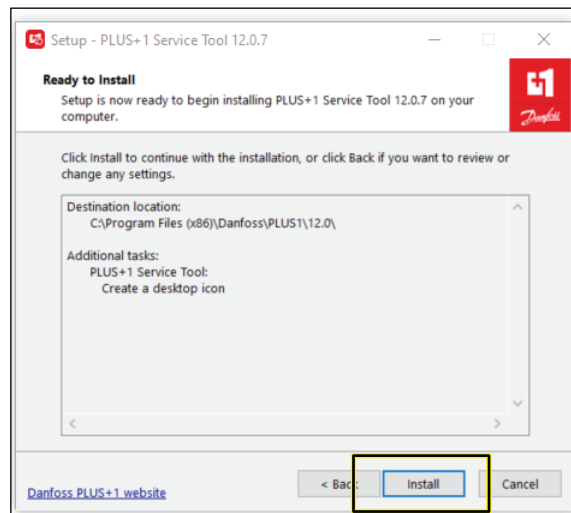 Setup - PLUS+1 Service Tool 12.0.7
Ready to Install
Setup is now ready to begin installing PLUS+1 Service Tool 12.0.7 on your
computer.
Danfoss
Click Install to continue with the installation, or click Back if you want to review or
change any settings.
Destination location:
C:\Program Files (x86)\Danfoss\PLUS1\12.0\
Additional tasks:
PLUS+1 Service Tool:
Create a desktop icon
Danfoss PLUS+1 website
< Back
Install
Cancel